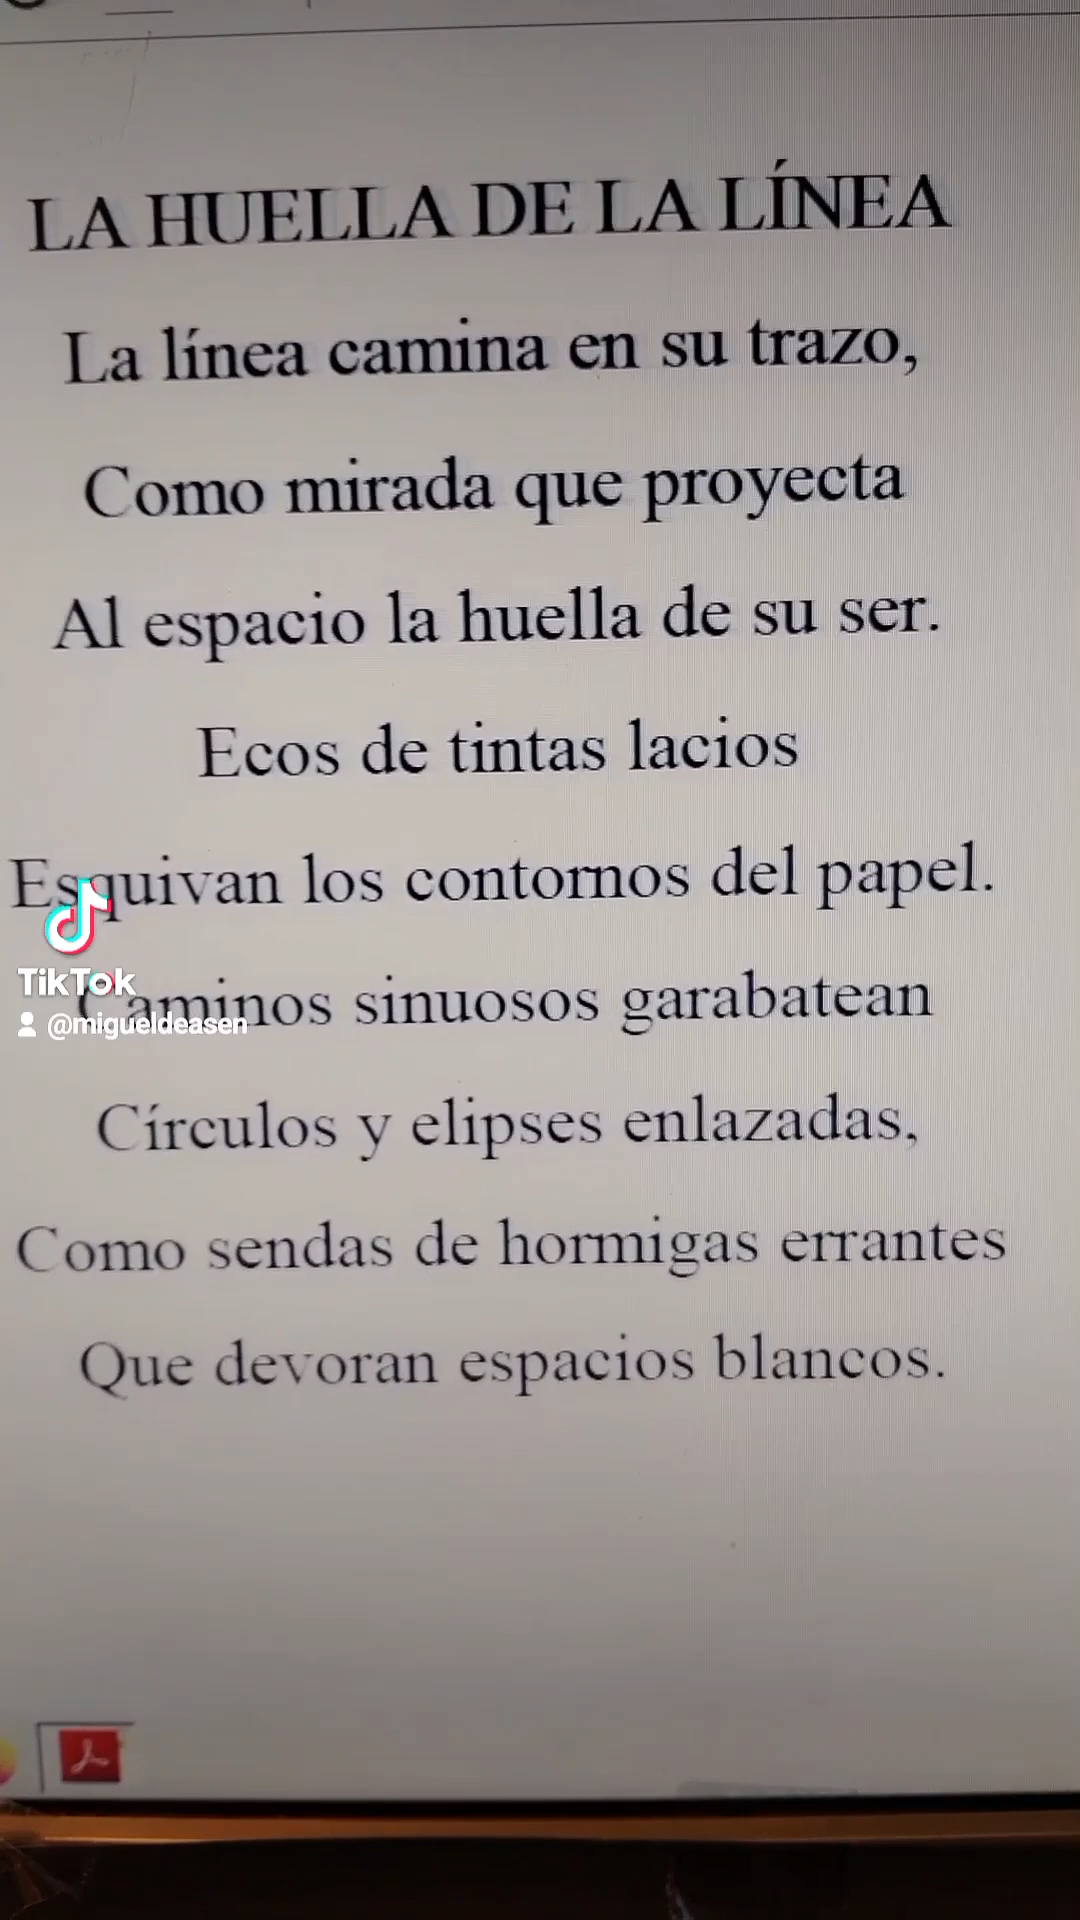 LA HUELLA DE LA LÍNEA
La línea camina en su trazo,
Como mirada que proyecta
Al espacio la huella de su ser.
Ecos de tintas lacios
Esquivan los contornos del papel.
TikTok
Caminos sinuosos garabatean
@migueldeasen
Círculos y elipses enlazadas,
Como sendas de hormigas errantes
Que devoran espacios blancos.